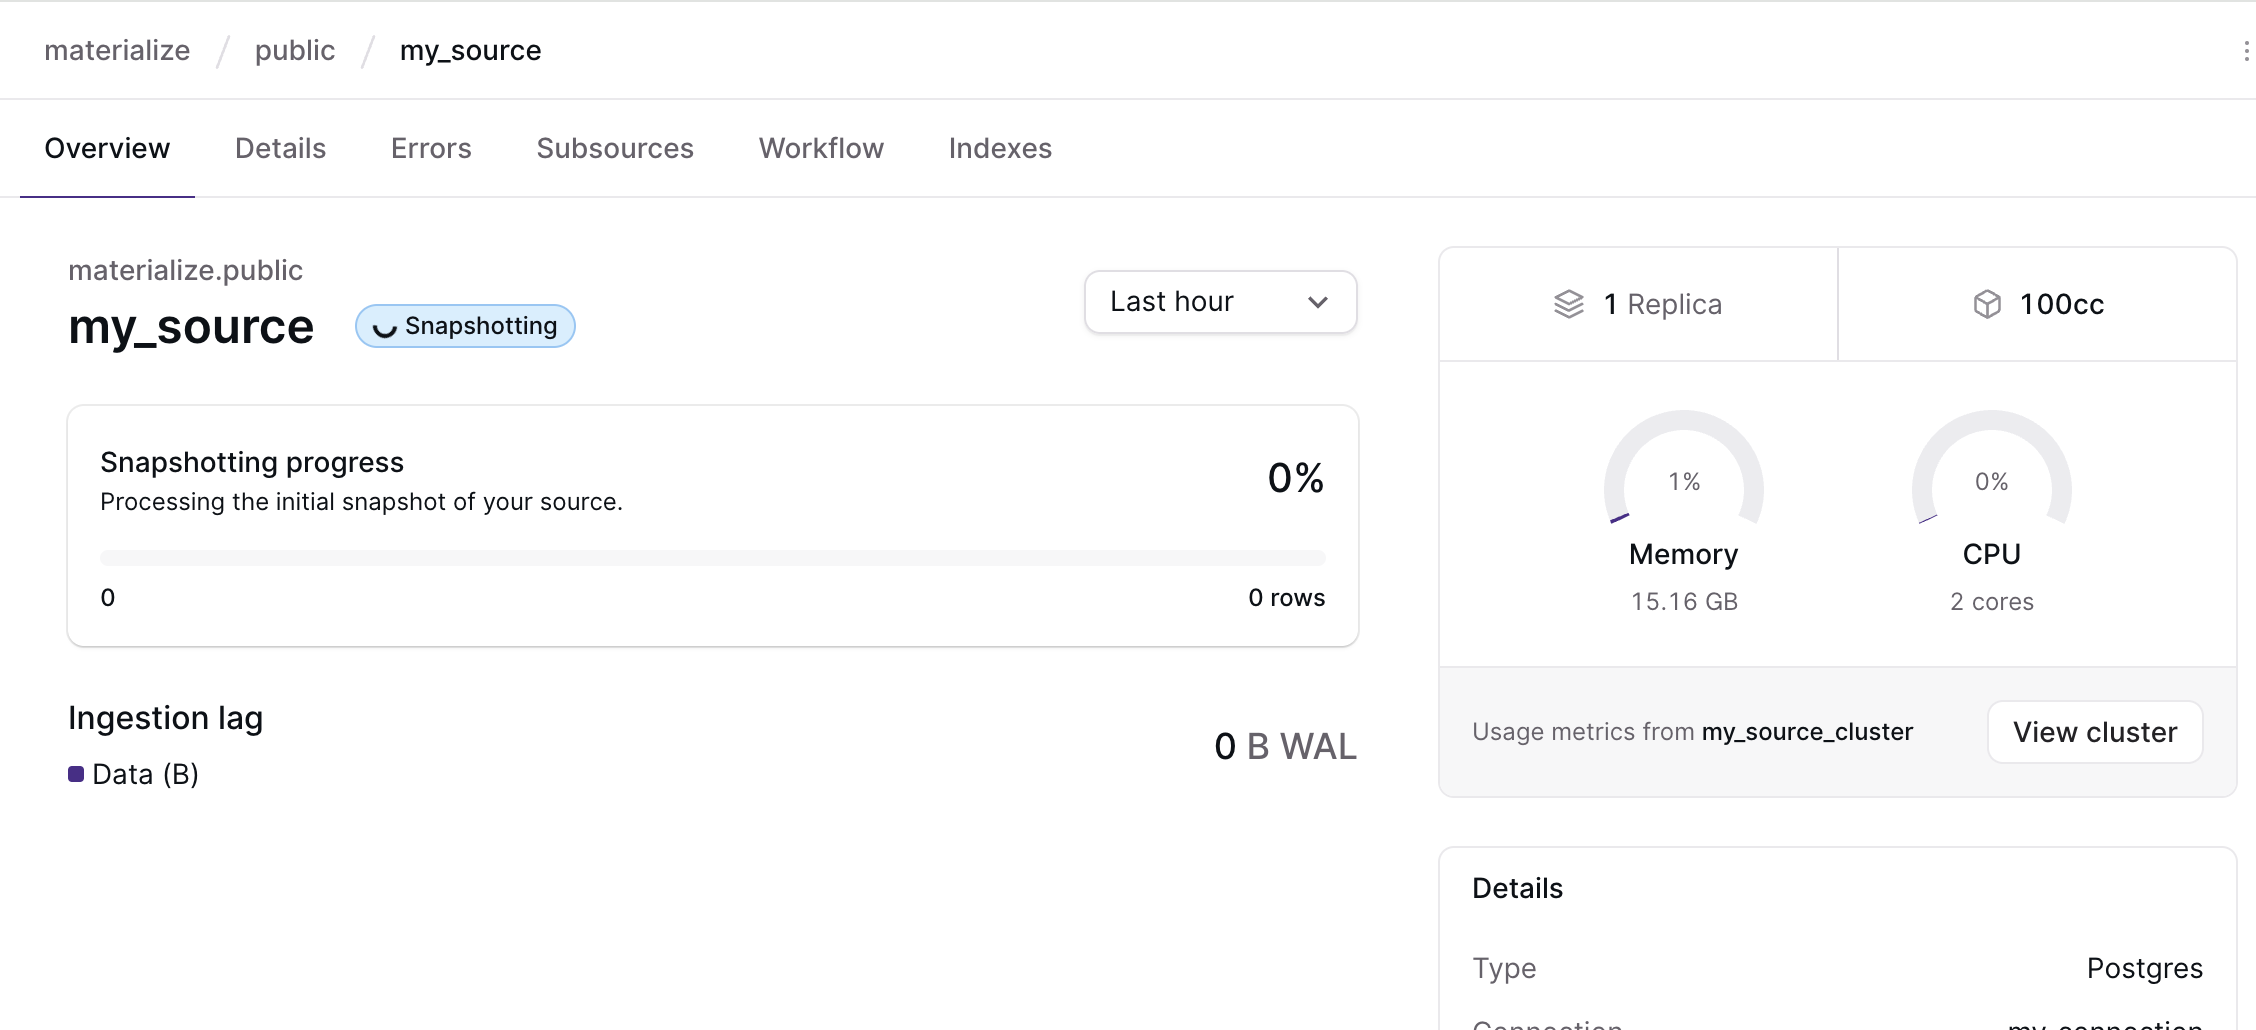 materialize / public / my_source
Overview Details Errors Subsources Workflow Indexes
materialize.public
my_source Snapshotting
Last hour
Snapshotting progress
0%
Processing the initial snapshot of your source.
0 0 rows
Ingestion lag
0 B WAL
Data (B)
1 Replica 100cc
1% 0%
Memory CPU
15.16 GB 2 cores
Usage metrics from my_source_cluster View cluster
Details
Type Postgres
Connection my_connection